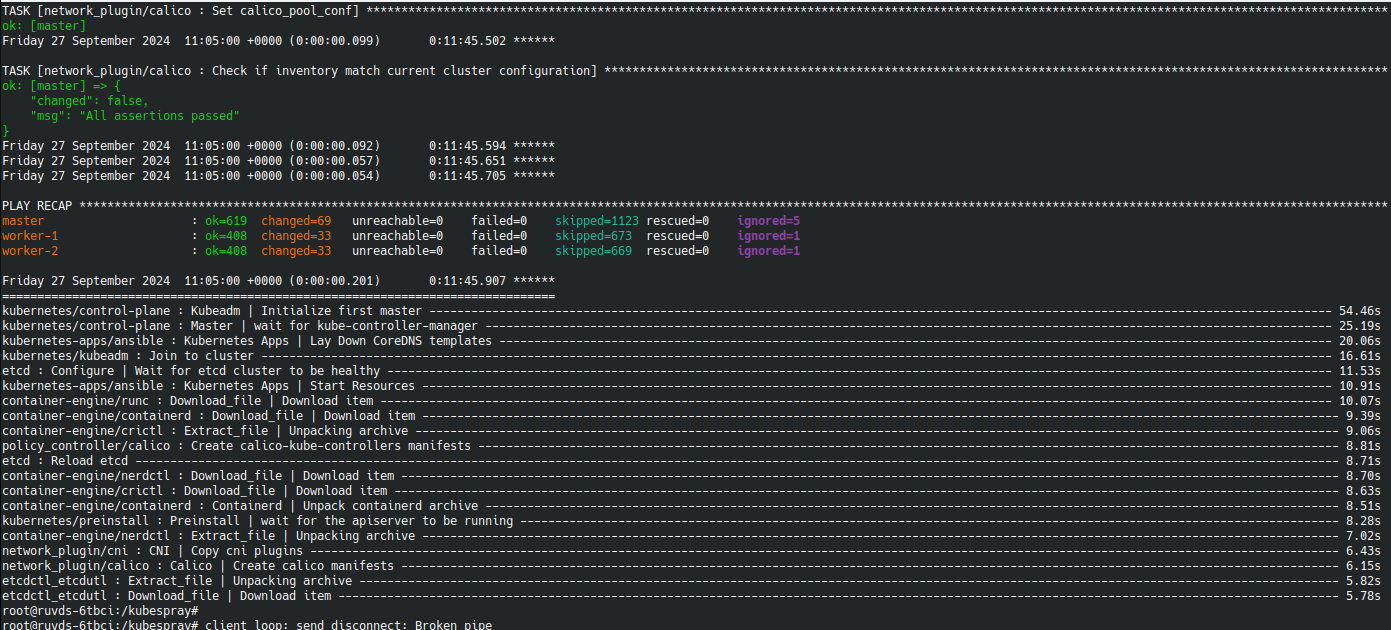 TASK [network_plugin/calico : Set calico_pool_conf] **************************************************************************************************************************************************
ok: [master]
Friday 27 September 2024  11:05:00 +0000 (0:00:00.099)       0:11:45.502 ******
TASK [network_plugin/calico : Check if inventory match current cluster configuration] ****************************************************************************************************************
ok: [master] => {
    "changed": false,
    "msg": "All assertions passed"
}
Friday 27 September 2024  11:05:00 +0000 (0:00:00.092)       0:11:45.594 ******
Friday 27 September 2024  11:05:00 +0000 (0:00:00.057)       0:11:45.651 ******
Friday 27 September 2024  11:05:00 +0000 (0:00:00.054)       0:11:45.705 ******
PLAY RECAP *******************************************************************************************************************************************************************************************
master                     : ok=619  changed=69   unreachable=0    failed=0    skipped=1123 rescued=0    ignored=5
worker-1                   : ok=408  changed=33   unreachable=0    failed=0    skipped=673  rescued=0    ignored=1
worker-2                   : ok=408  changed=33   unreachable=0    failed=0    skipped=669  rescued=0    ignored=1
Friday 27 September 2024  11:05:00 +0000 (0:00:00.201)       0:11:45.907 ******
===============================================================================
kubernetes/control-plane : Kubeadm | Initialize first master ---------------------------------------------------------------------------------------------------------------------------------- 54.46s
kubernetes/control-plane : Master | wait for kube-controller-manager -------------------------------------------------------------------------------------------------------------------------- 25.19s
kubernetes-apps/ansible : Kubernetes Apps | Lay Down CoreDNS templates ------------------------------------------------------------------------------------------------------------------------ 20.06s
kubernetes/kubeadm : Join to cluster ---------------------------------------------------------------------------------------------------------------------------------------------------------- 16.61s
etcd : Configure | Wait for etcd cluster to be healthy ---------------------------------------------------------------------------------------------------------------------------------------- 11.53s
kubernetes-apps/ansible : Kubernetes Apps | Start Resources ----------------------------------------------------------------------------------------------------------------------------------- 10.91s
container-engine/runc : Download_file | Download item ----------------------------------------------------------------------------------------------------------------------------------------- 10.07s
container-engine/containerd : Download_file | Download item ------------------------------------------------------------------------------------------------------------------------------------ 9.39s
container-engine/crictl : Extract_file | Unpacking archive ------------------------------------------------------------------------------------------------------------------------------------- 9.06s
policy_controller/calico : Create calico-kube-controllers manifests ---------------------------------------------------------------------------------------------------------------------------- 8.81s
etcd : Reload etcd ----------------------------------------------------------------------------------------------------------------------------------------------------------------------------- 8.71s
container-engine/nerdctl : Download_file | Download item --------------------------------------------------------------------------------------------------------------------------------------- 8.70s
container-engine/crictl : Download_file | Download item ---------------------------------------------------------------------------------------------------------------------------------------- 8.63s
container-engine/containerd : Containerd | Unpack containerd archive --------------------------------------------------------------------------------------------------------------------------- 8.51s
kubernetes/preinstall : Preinstall | wait for the apiserver to be running ---------------------------------------------------------------------------------------------------------------------- 8.28s
container-engine/nerdctl : Extract_file | Unpacking archive ------------------------------------------------------------------------------------------------------------------------------------ 7.02s
network_plugin/cni : CNI | Copy cni plugins ---------------------------------------------------------------------------------------------------------------------------------------------------- 6.43s
network_plugin/calico : Calico | Create calico manifests --------------------------------------------------------------------------------------------------------------------------------------- 6.15s
etcdctl_etcdutl : Extract_file | Unpacking archive --------------------------------------------------------------------------------------------------------------------------------------------- 5.82s
etcdctl_etcdutl : Download_file | Download item ------------------------------------------------------------------------------------------------------------------------------------------------ 5.78s
root@ruvds-6tbci:/kubespray#
root@ruvds-6tbci:/kubespray# client_loop: send disconnect: Broken pipe